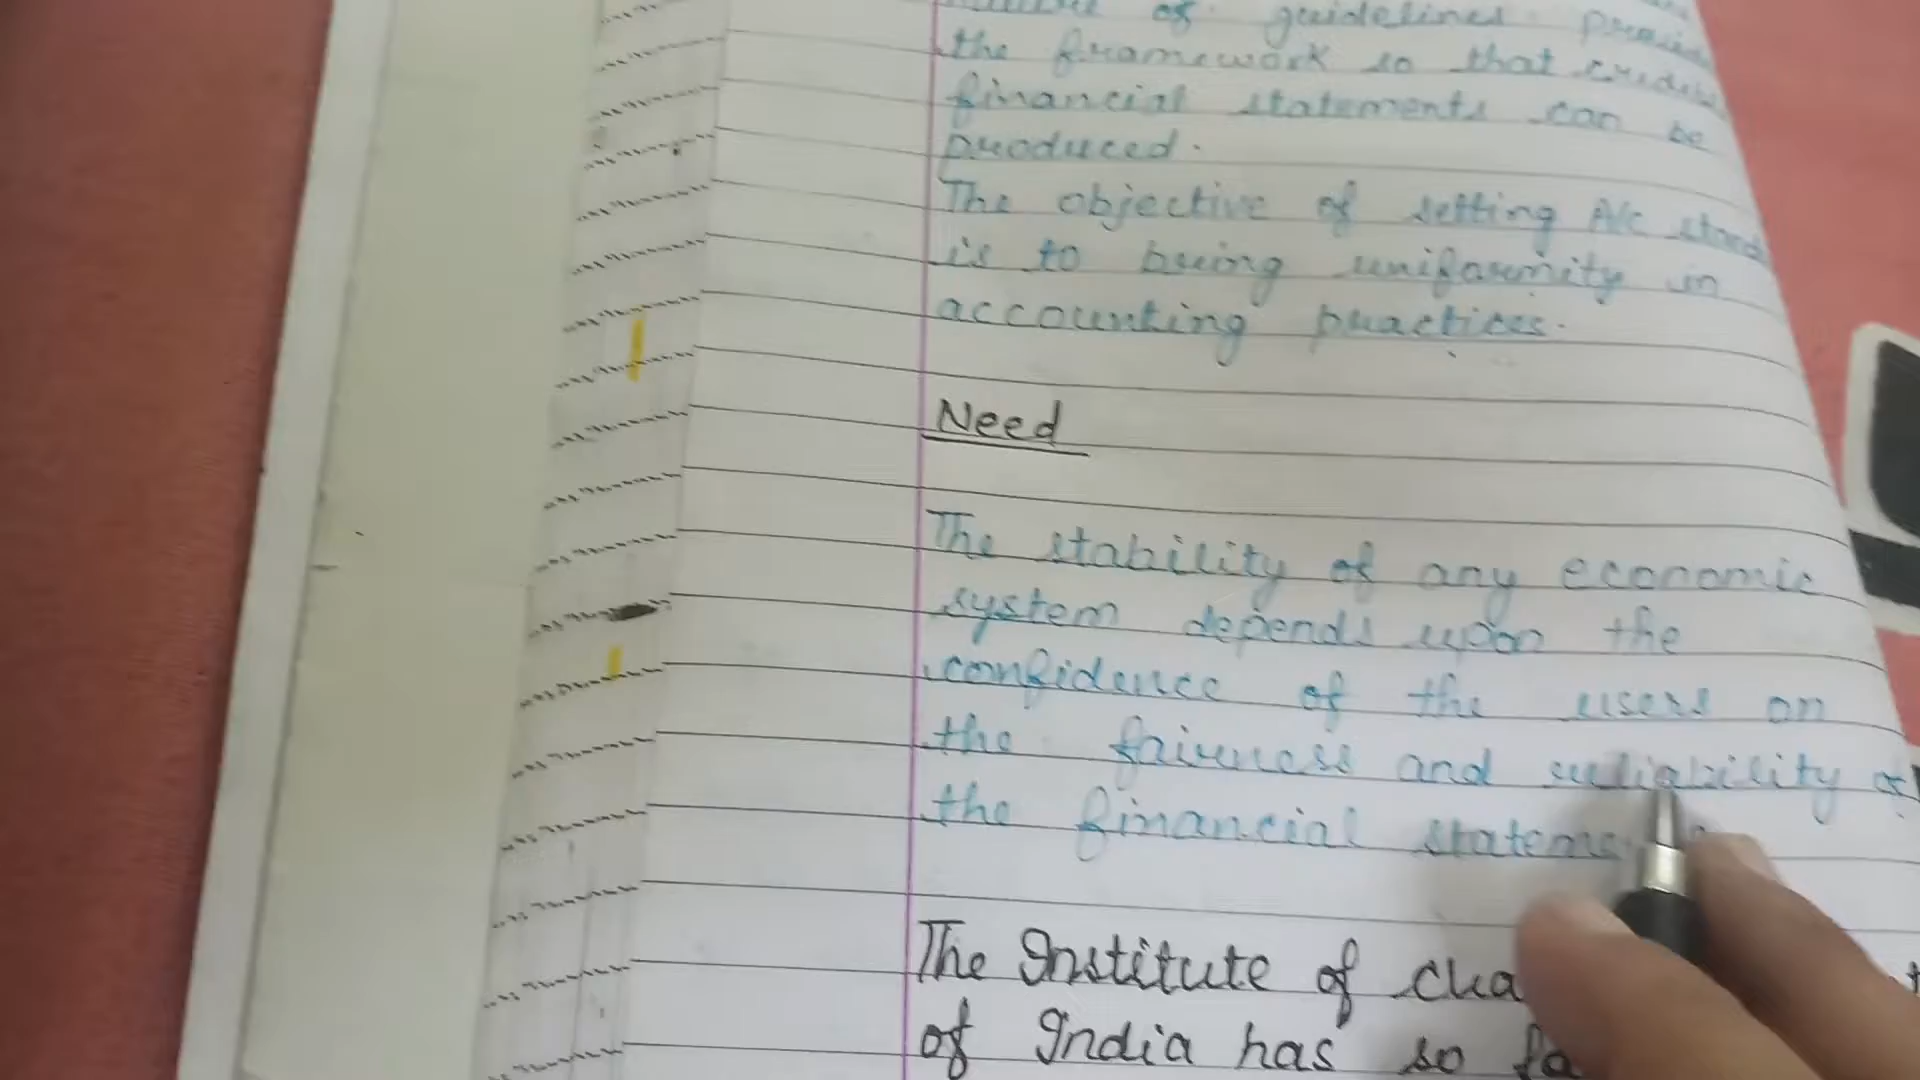 of guidelines
the framework so that
financial statements can be
produced.
The objective of setting A/c
is to bring uniformity in
accounting practices.
Need
The stability of any economic
system depends upon the
confidence of the users on
the fairness and reliability of
the financial
The Institute of
of India has so